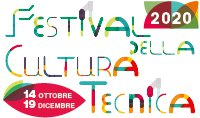 FESTIVAL
2020
DELLA
CULTURA
TECNICA
14 OTTOBRE
19 DICEMBRE